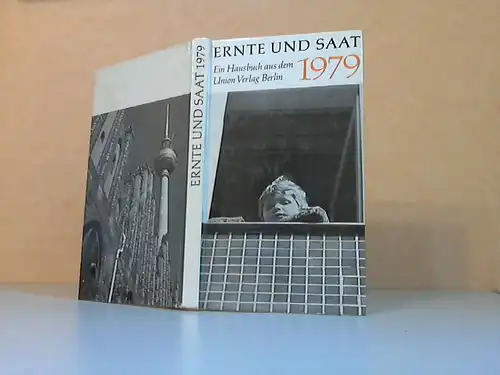 ERNTE UND SAAT
Ein Hausbuch aus dem
Union Verlag Berlin
1979
ERNTE UND SAAT 1979